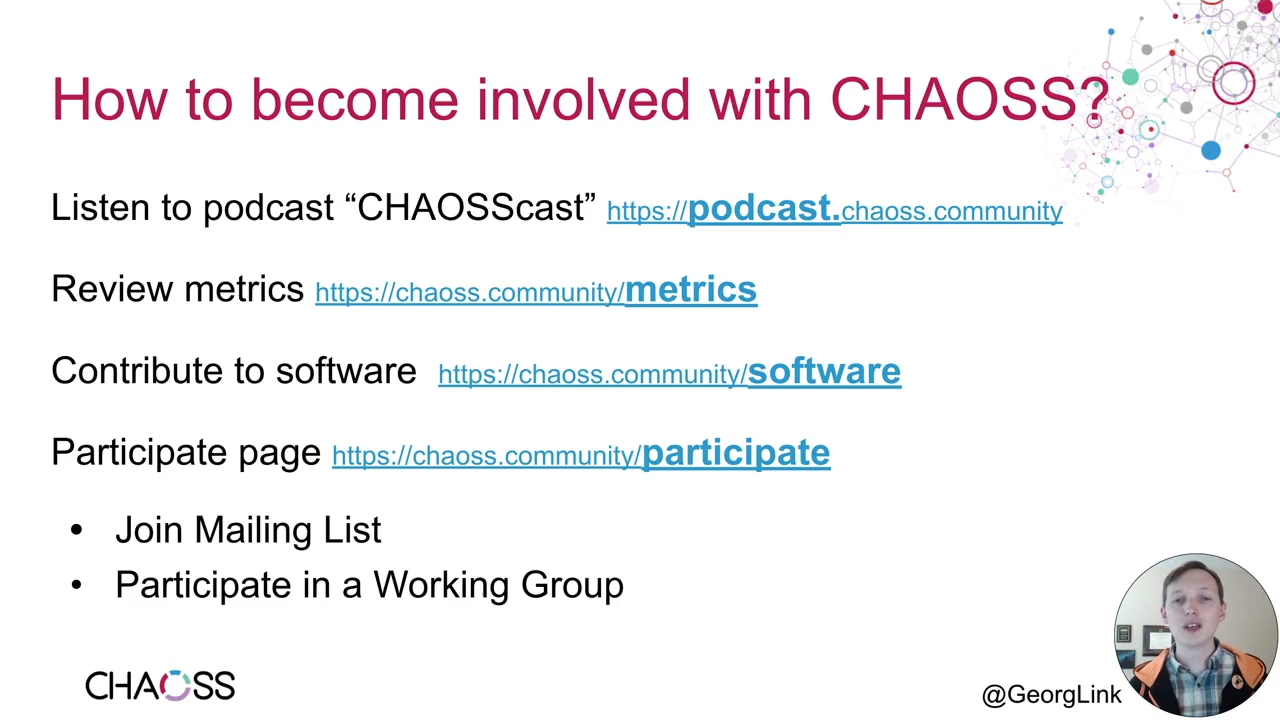 How to become involved with CHAOSS?
Listen to podcast “CHAOSScast” https://podcast.chaoss.community
Review metrics https://chaoss.community/metrics
Contribute to software https://chaoss.community/software
Participate page https://chaoss.community/participate
• Join Mailing List
• Participate in a Working Group
CHAOSS
@GeorgLink